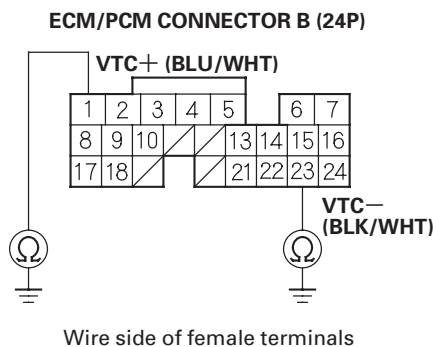 ECM/PCM CONNECTOR B (24P)
VTC+ (BLU/WHT)
1 2 3 4 5 6 7
8 9 10 13 14 15 16
17 18 21 22 23 24
VTC−
(BLK/WHT)
Ω Ω
Wire side of female terminals